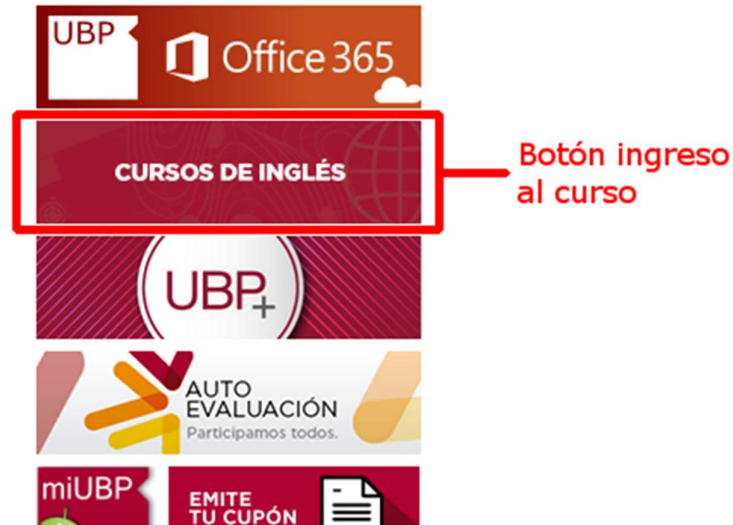 UBP
Office 365
CURSOS DE INGLÉS
Botón ingreso
al curso
UBP+
AUTO
EVALUACIÓN
Participamos todos.
miUBP
EMITE
TU CUPÓN